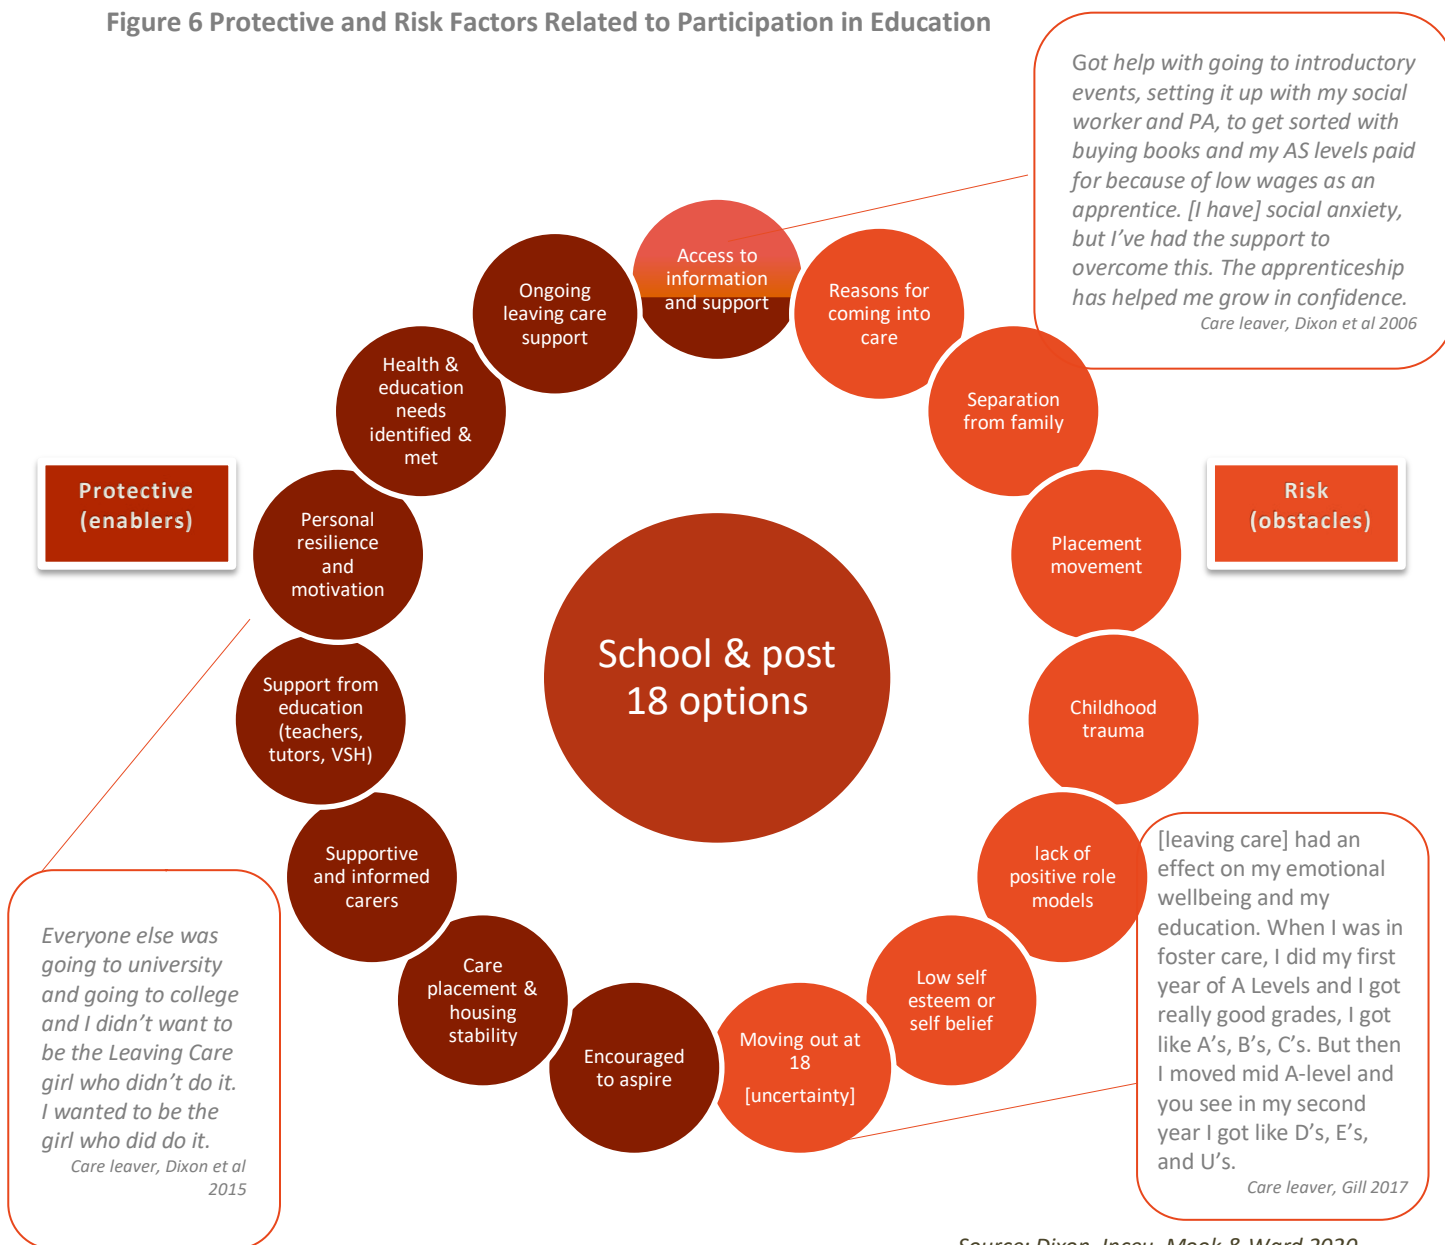 Figure 6 Protective and Risk Factors Related to Participation in Education
Got help with going to introductory
events, setting it up with my social
worker and PA, to get sorted with
buying books and my AS levels paid
for because of low wages as an
apprentice. [I have] social anxiety,
but I've had the support to
overcome this. The apprenticeship
has helped me grow in confidence.
Care leaver, Dixon et al 2006
Access to
information
and support
Reasons for
coming into
care
Separation
from family
Placement
movement
Childhood
trauma
lack of
positive role
models
Low self
esteem or
self belief
Moving out at
18
[uncertainty]
Encouraged
to aspire
Care
placement &
housing
stability
Supportive
and informed
carers
Support from
education
(teachers,
tutors, VSH)
Personal
resilience
and
motivation
Health &
education
needs
identified &
met
Ongoing
leaving care
support
Protective
(enablers)
Risk
(obstacles)
School & post
18 options
Everyone else was
going to university
and going to college
and I didn't want to
be the Leaving Care
girl who didn't do it.
I wanted to be the
girl who did do it.
Care leaver, Dixon et al
2015
[leaving care] had an
effect on my emotional
wellbeing and my
education. When I was in
foster care, I did my first
year of A Levels and I got
really good grades, I got
like A's, B's, C's. But then
I moved mid A-level and
you see in my second
year I got like D's, E's,
and U's.
Care leaver, Gill 2017
Source: Dixon, Mook & Ward 2020